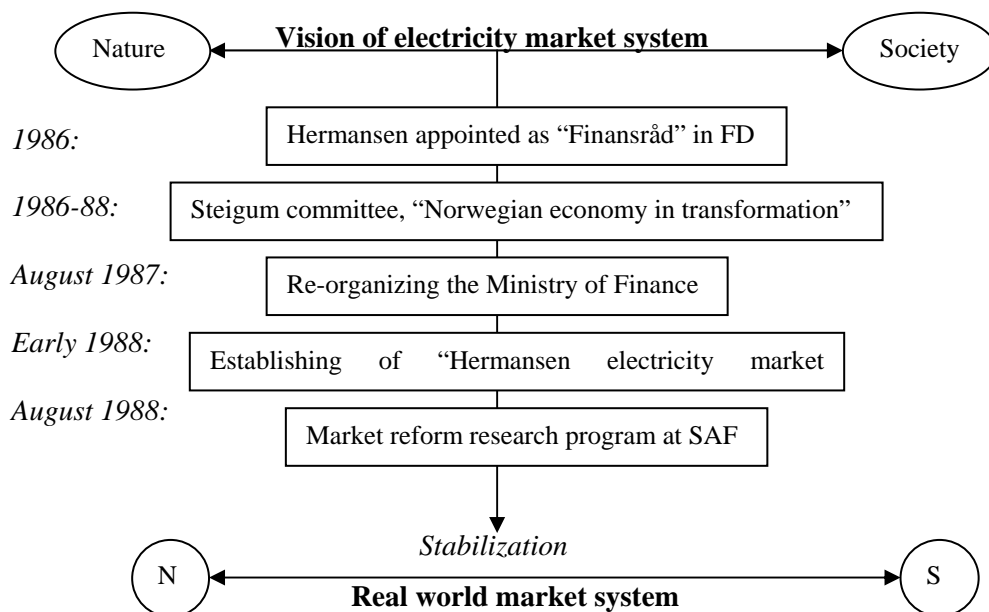 Nature
Vision of electricity market system
Society
1986:
Hermansen appointed as “Finansråd” in FD
1986-88:
Steigum committee, “Norwegian economy in transformation”
August 1987:
Re-organizing the Ministry of Finance
Early 1988:
Establishing of “Hermansen electricity market
August 1988:
Market reform research program at SAF
Stabilization
N
S
Real world market system